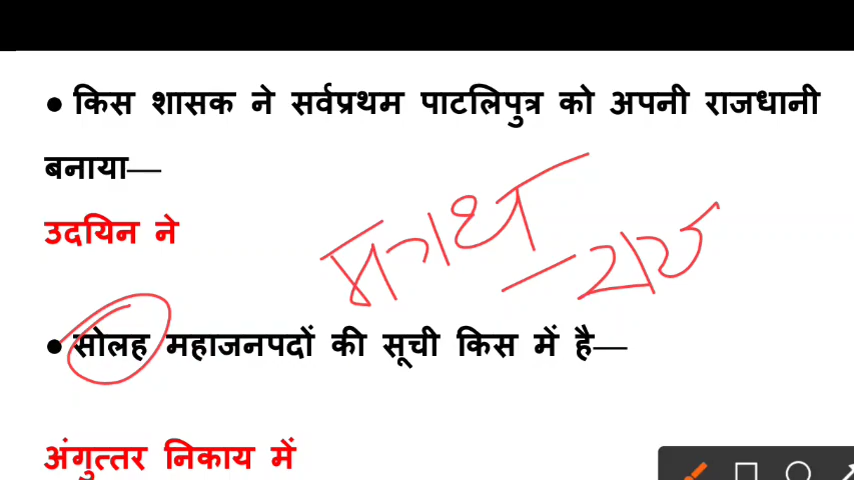 ● किस शासक ने सर्वप्रथम पाटलिपुत्र को अपनी राजधानी
बनाया—
उदयिन ने
मगध
● सोलह महाजनपदों की सूची किस में है—
अंगुत्तर निकाय में